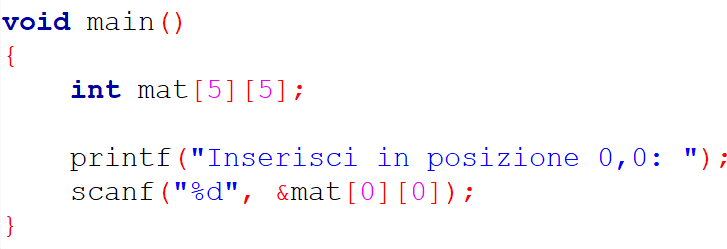 void main()
{
int mat[5][5];
printf("Inserisci in posizione 0,0: ");
scanf("%d", &mat[0][0]);
}